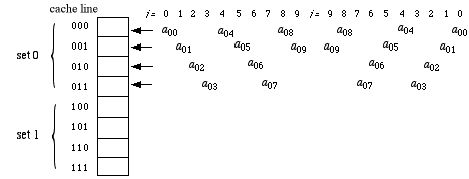 cache line
j = 0 1 2 3 4 5 6 7 8 9 j = 9 8 7 6 5 4 3 2 1 0
000 a00 a04 a08 a08 a04 a00
set 0 001 a01 a05 a09 a09 a05 a01
010 a02 a06 a06 a02
011 a03 a07 a07 a03
100
set 1 101
110
111